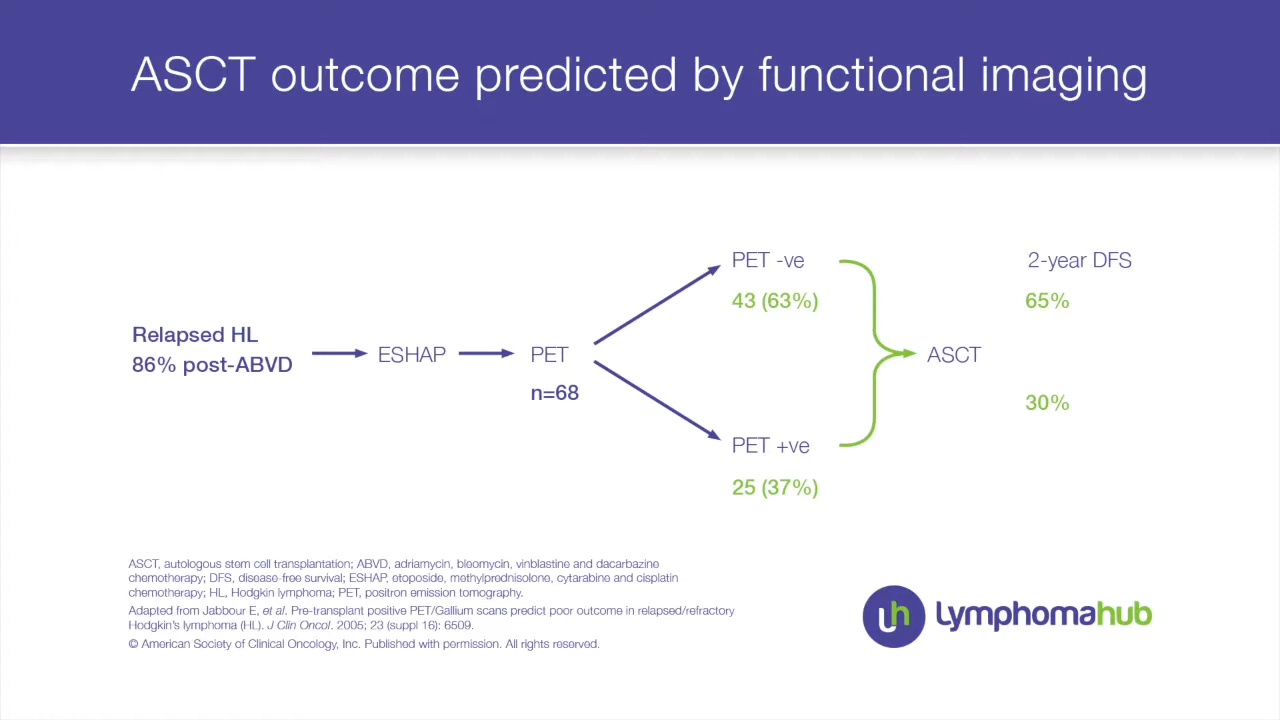 ASCT outcome predicted by functional imaging
Relapsed HL
86% post-ABVD
ESHAP
PET
n=68
PET -ve
43 (63%)
PET +ve
25 (37%)
ASCT
2-year DFS
65%
30%
ASCT, autologous stem cell transplantation; ABVD, adriamycin, bleomycin, vinblastine and dacarbazine
chemotherapy; DFS, disease-free survival; ESHAP, etoposide, methylprednisolone, cytarabine and cisplatin
chemotherapy; HL, Hodgkin lymphoma; PET, positron emission tomography.
Adapted from Jabbour E, et al. Pre-transplant positive PET/Gallium scans predict poor outcome in relapsed/refractory
Hodgkin's lymphoma (HL). J Clin Oncol. 2005; 23 (suppl 16): 6509.
© American Society of Clinical Oncology, Inc. Published with permission. All rights reserved.
lh Lymphomahub